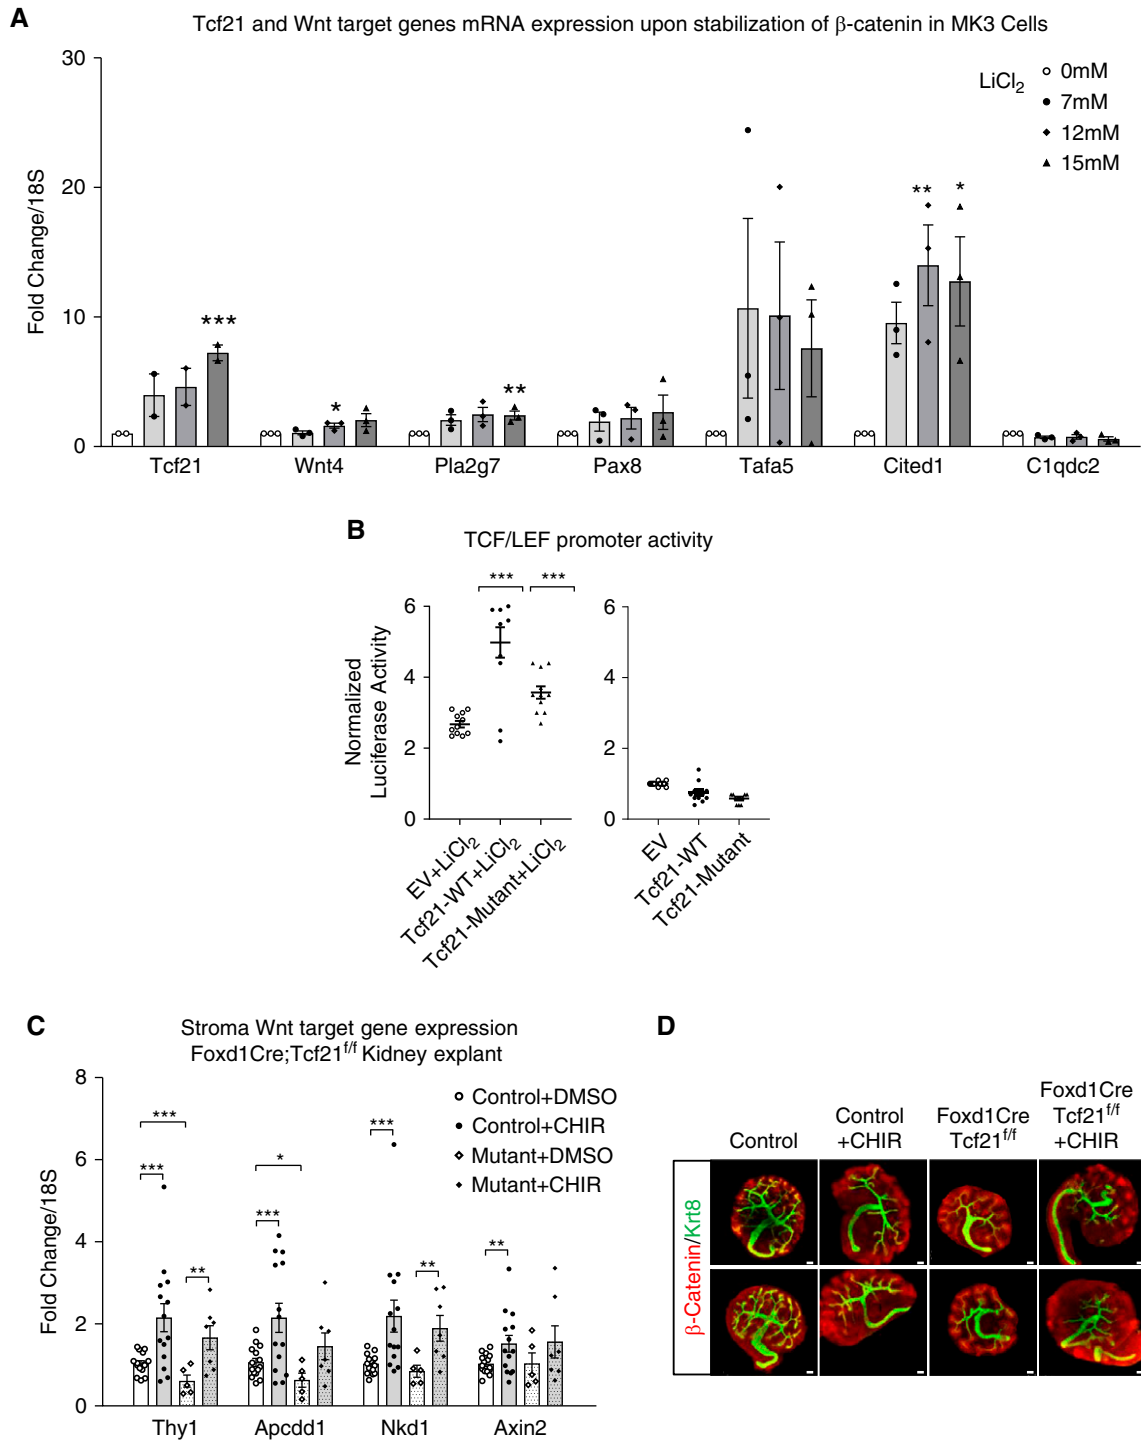 A
Tcf21 and Wnt target genes mRNA expression upon stabilization of β-catenin in MK3 Cells
Fold Change/18S
30
20
10
0
LiCl2
0mM
7mM
12mM
15mM
***
*
**
**
*
Tcf21
Wnt4
Pla2g7
Pax8
Tafa5
Cited1
C1qdc2
B
TCF/LEF promoter activity
Normalized
Luciferase Activity
6
4
2
0
***
***
EV+LiCl2
Tcf21-WT+LiCl2
Tcf21-Mutant+LiCl2
6
4
2
0
EV
Tcf21-WT
Tcf21-Mutant
C
Stroma Wnt target gene expression
Foxd1Cre;Tcf21f/f Kidney explant
Fold Change/18S
8
6
4
2
0
Control+DMSO
Control+CHIR
Mutant+DMSO
Mutant+CHIR
***
***
**
*
***
***
**
**
Thy1
Apcdd1
Nkd1
Axin2
D
Control
Control
+CHIR
Foxd1Cre
Tcf21f/f
Foxd1Cre
Tcf21f/f
+CHIR
β-Catenin/Krt8